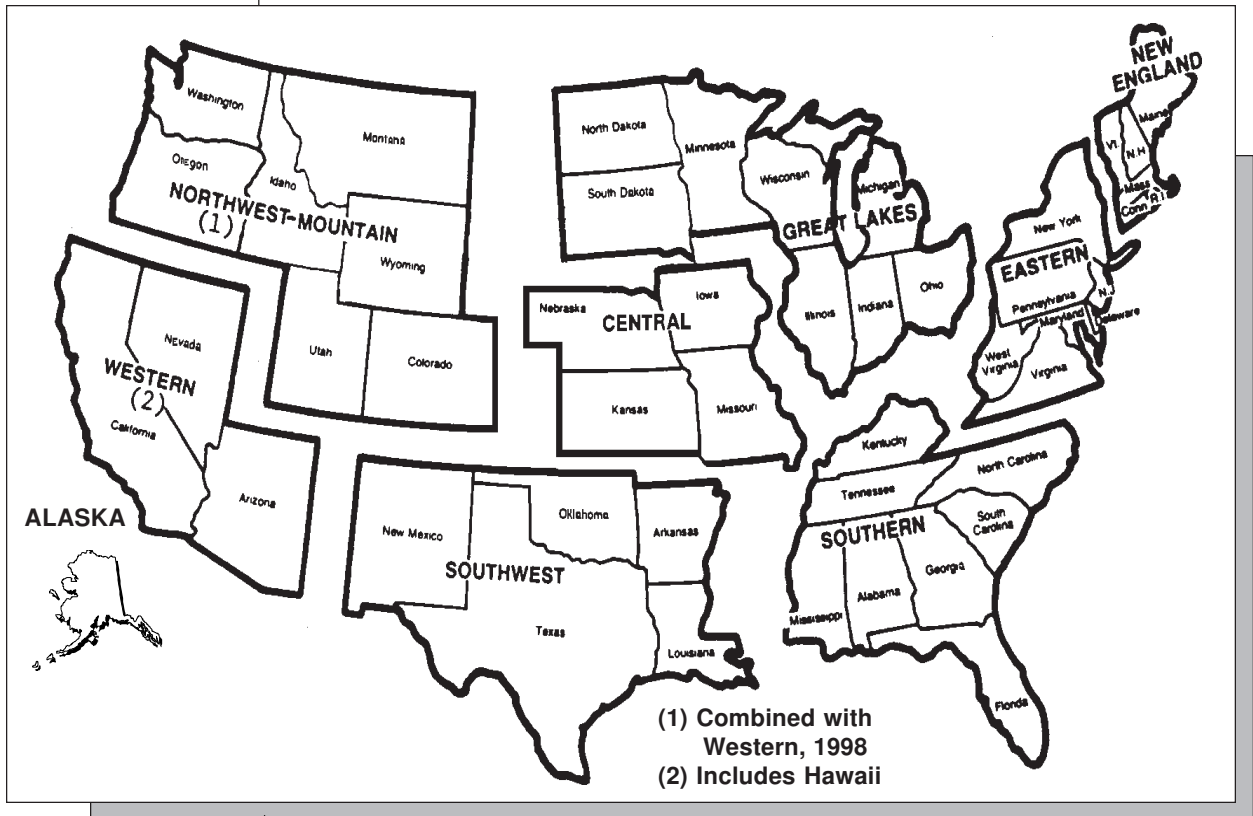 NEW
ENGLAND
Washington
Montana
North Dakota
Minnesota
Maine
Vt.
N.H
Oregon
Idaho
South Dakota
Wisconsin
Michigan
Mass
Conn R.I
NORTHWEST-MOUNTAIN
(1)
GREAT LAKES
New York
Wyoming
EASTERN
Nebraska
Iowa
Illinois
Indiana
Ohio
Pennsylvania
N.J
CENTRAL
Maryland
Delaware
Nevada
Utah
Colorado
West
Virginia
Virginia
WESTERN
(2)
California
Kansas
Missouri
Kentucky
North Carolina
Tennessee
Arizona
ALASKA
New Mexico
Oklahoma
Arkansas
SOUTHERN
South
Carolina
SOUTHWEST
Georgia
Alabama
Mississippi
Texas
Louisiana
Florida
(1) Combined with
Western, 1998
(2) Includes Hawaii